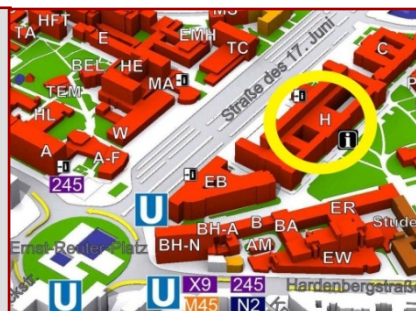 HFT
MS
TA
E
EMH
TC
C
BEL
HE
MA
TEM
Straße des 17. Juni
H
HL
W
i
A
A-F
245
EB
U
ER
BH-A
B
BA
Stude
Ernst-Reuter-Platz
BH-N
AM
EW
Hardenbergstraße
U
U
X9
245
M45
N2